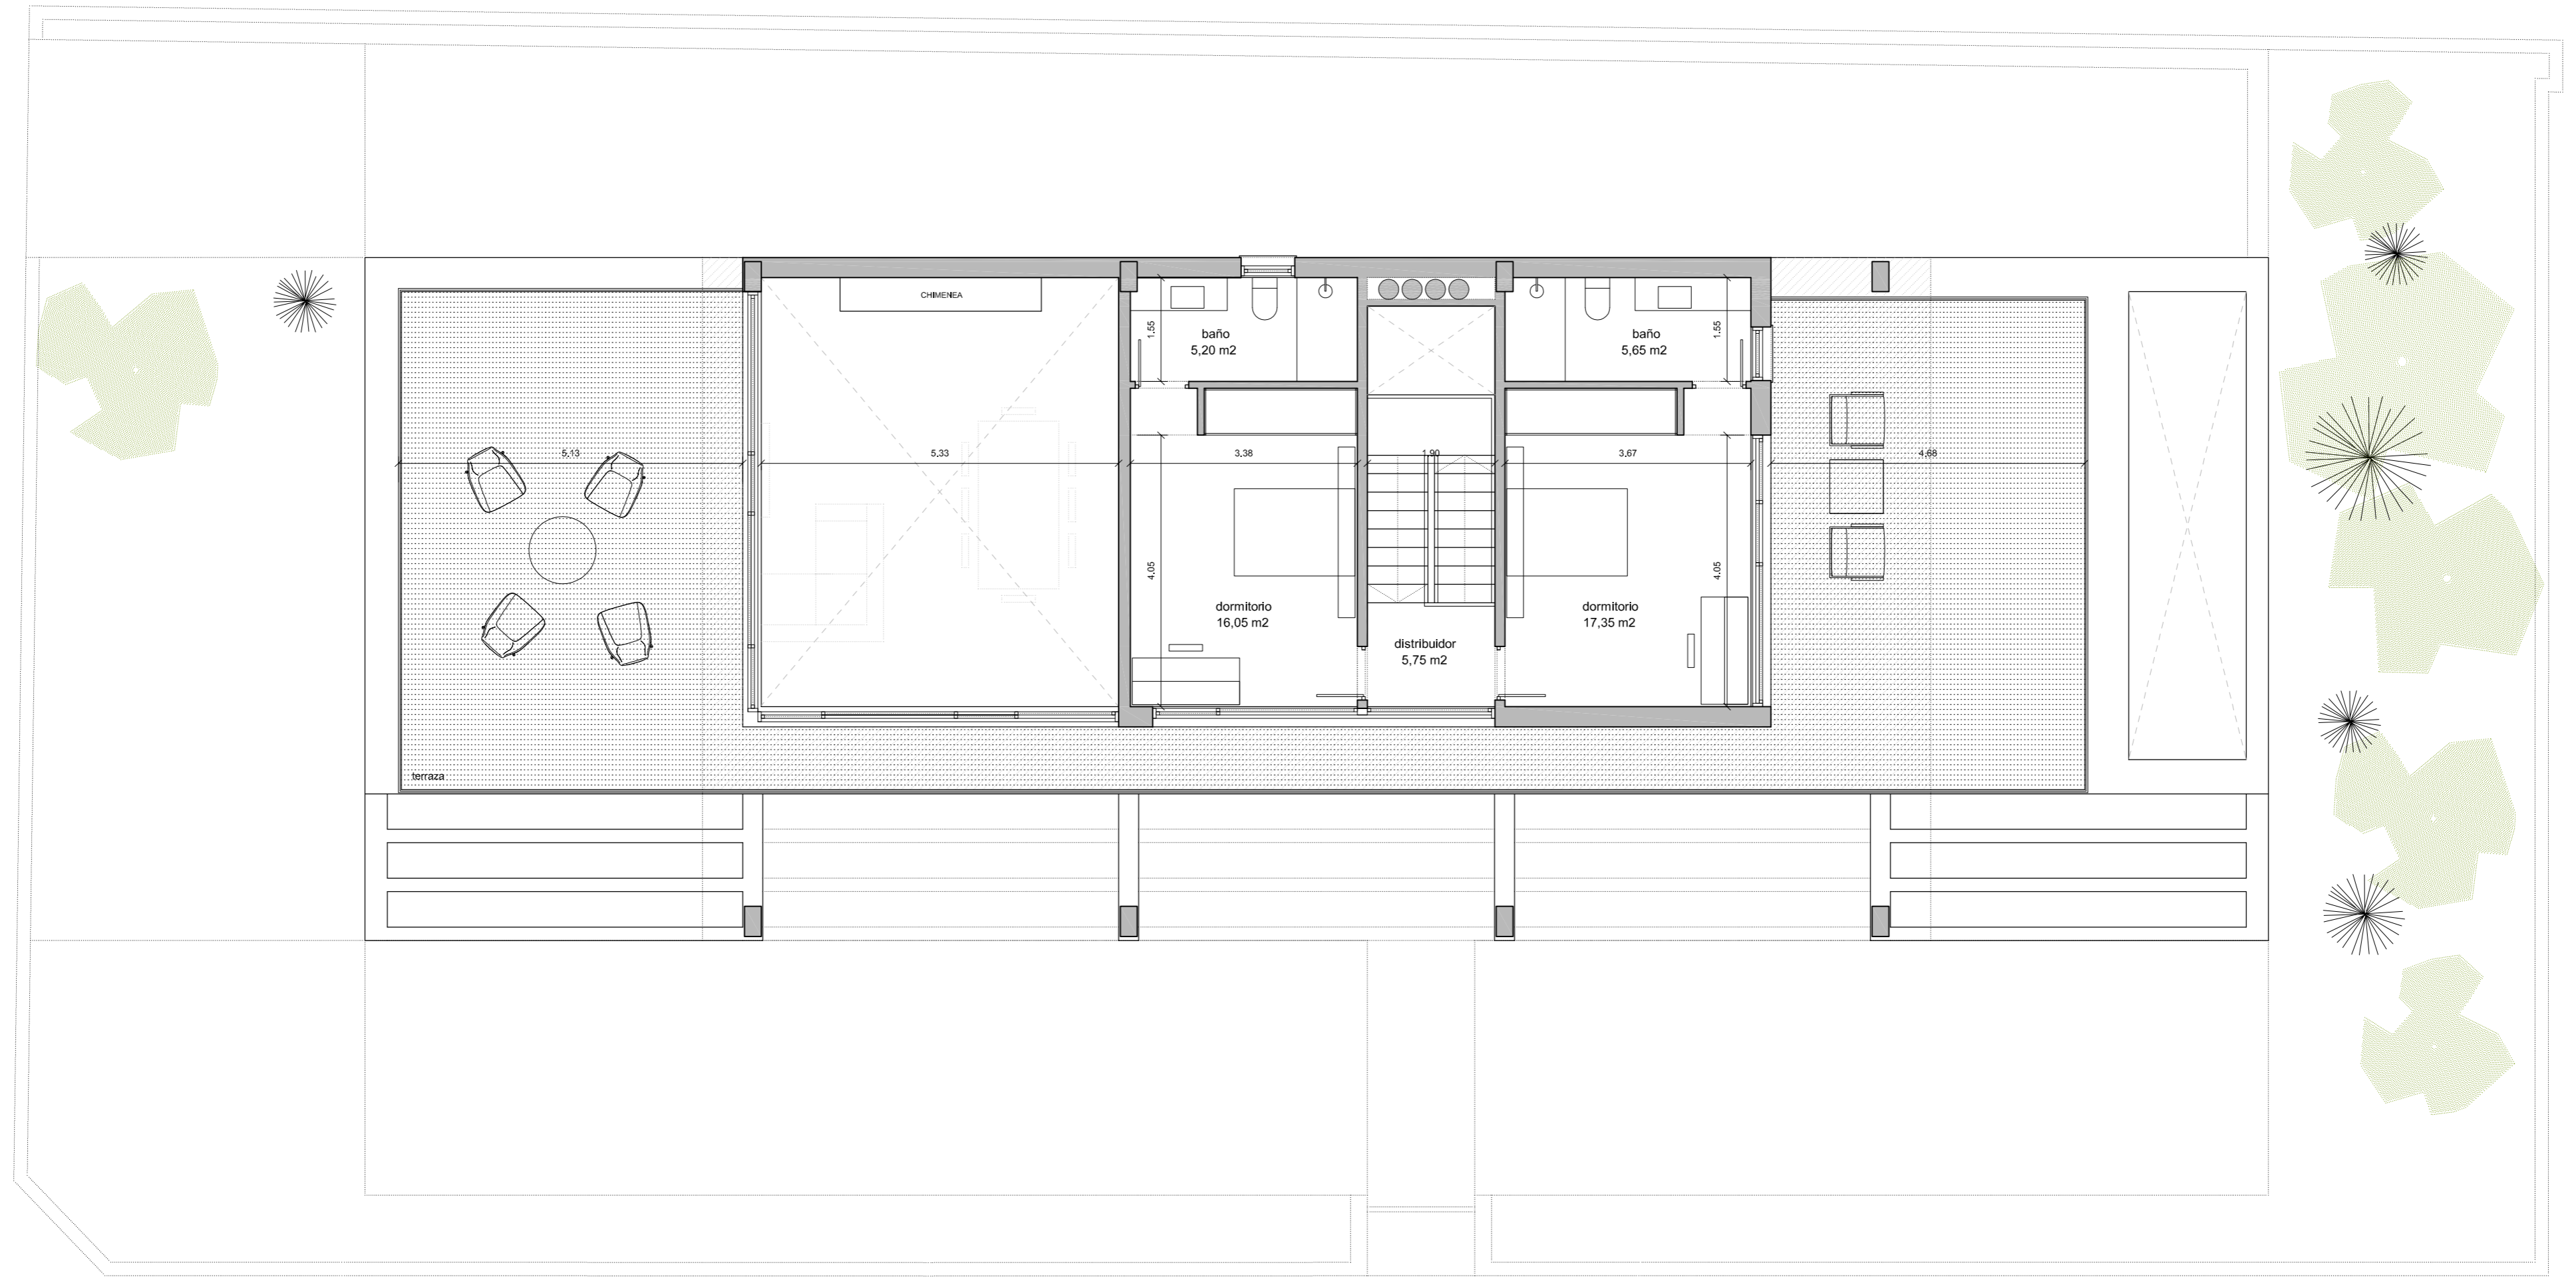 CHIMENEA
1,55
baño
5,20 m2
baño
5,65 m2
1,55
5,13
5,33
3,38
1,90
3,67
4,68
4,05
4,05
dormitorio
16,05 m2
dormitorio
17,35 m2
distribuidor
5,75 m2
terraza